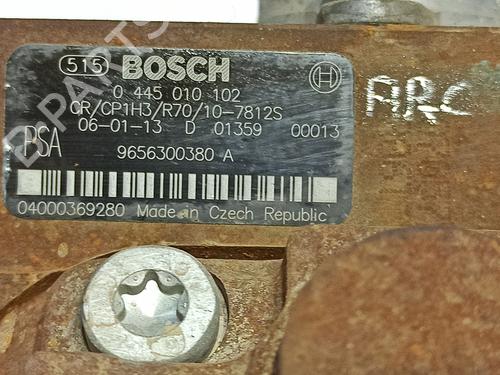 515 BOSCH
0 445 010 102
CR/CP1H3/R70/10-7812S
06-01-13 D 01359 00013
PSA 9656300380 A
04000369280 Made in Czech Republic
ARC
B-PARTS